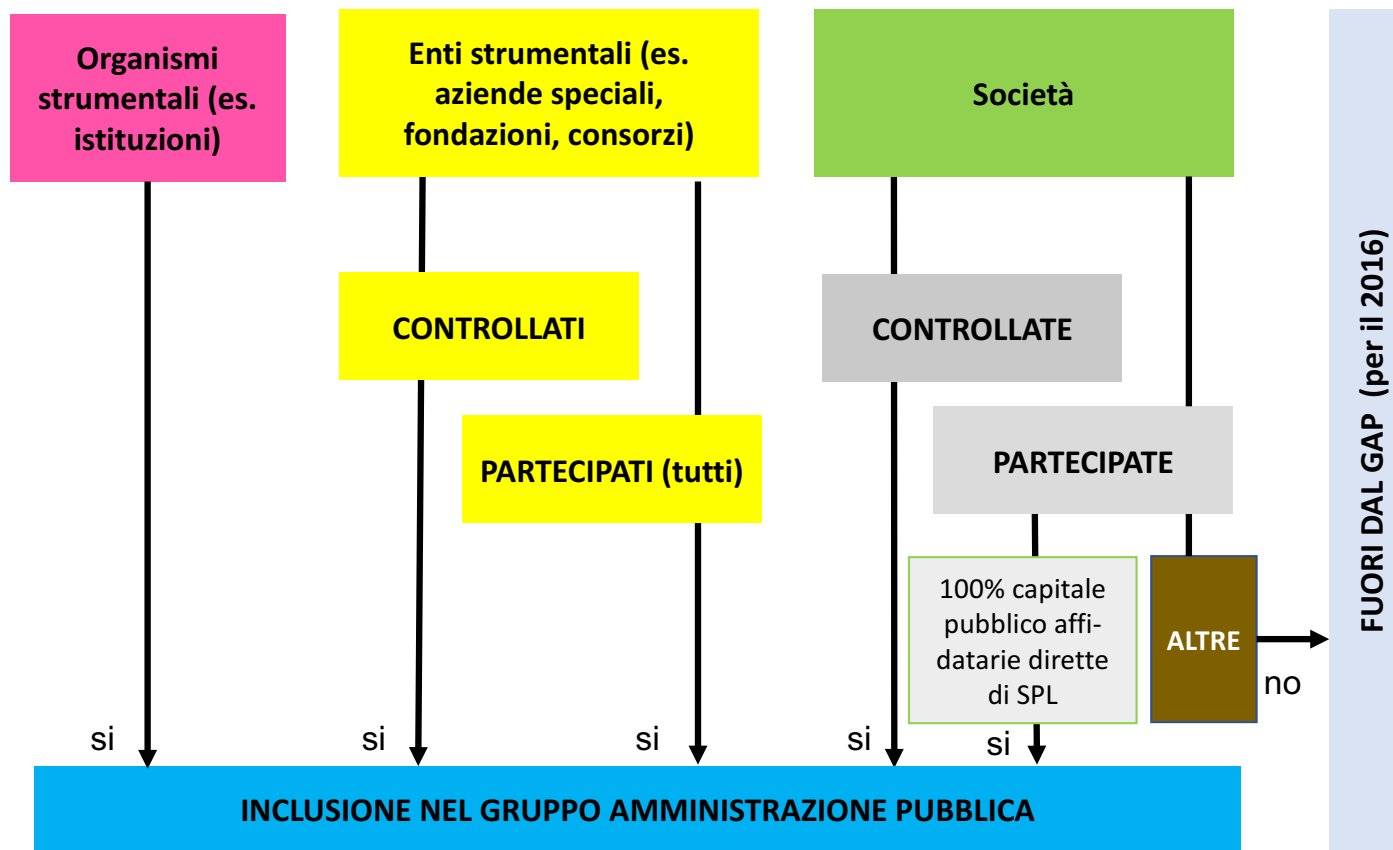 Organismi
strumentali (es.
istituzioni)
Enti strumentali (es.
aziende speciali,
fondazioni, consorzi)
Società
CONTROLLATI
CONTROLLATE
PARTECIPATI (tutti)
PARTECIPATE
100% capitale
pubblico affi-
datarie dirette
di SPL
ALTRE
no
si
si
si
si
si
INCLUSIONE NEL GRUPPO AMMINISTRAZIONE PUBBLICA
FUORI DAL GAP (per il 2016)